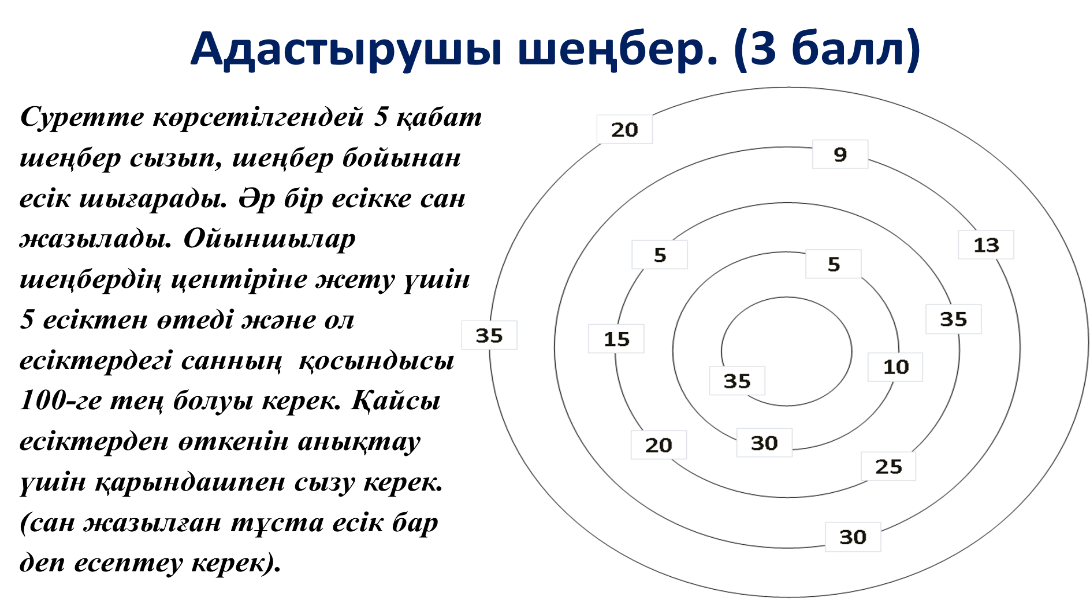 Адастырушы шеңбер. (3 балл)
Суретте көрсетілгендей 5 қабат
шеңбер сызып, шеңбер бойынан
есік шығарады. Әр бір есікке сан
жазылады. Ойыншылар
шеңбердің центіріне жету үшін
5 есіктен өтеді және ол
есіктердегі санның қосындысы
100-ге тең болуы керек. Қайсы
есіктерден өткенін анықтау
үшін қарындашпен сызу керек.
(сан жазылған тұста есік бар
деп есептеу керек).
20
9
13
5
5
35
35
15
10
35
20
30
25
30